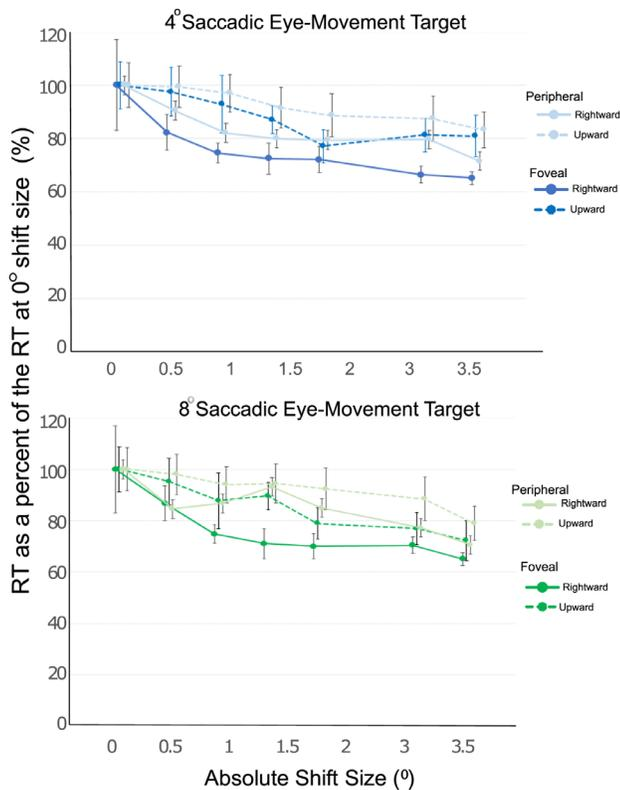 4° Saccadic Eye-Movement Target
120
100
80
60
40
20
0
0 0.5 1 1.5 2 3 3.5
Peripheral
Rightward
Upward
Foveal
Rightward
Upward
RT as a percent of the RT at 0° shift size (%)
8° Saccadic Eye-Movement Target
120
100
80
60
40
20
0
0 0.5 1 1.5 2 3 3.5
Peripheral
Rightward
Upward
Foveal
Rightward
Upward
Absolute Shift Size (º)